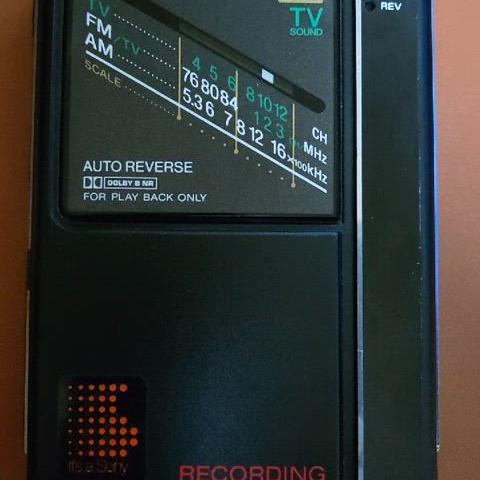 REV
TV
SOUND
TV
FM/TV
AM
SCALE
4 5 6 8 10 12 CH
76 80 84 1 2 3 MHz
5.3 6 7 8 12 16 ×100kHz
AUTO REVERSE
DOLBY B NR
FOR PLAY BACK ONLY
It's a Sony
RECORDING